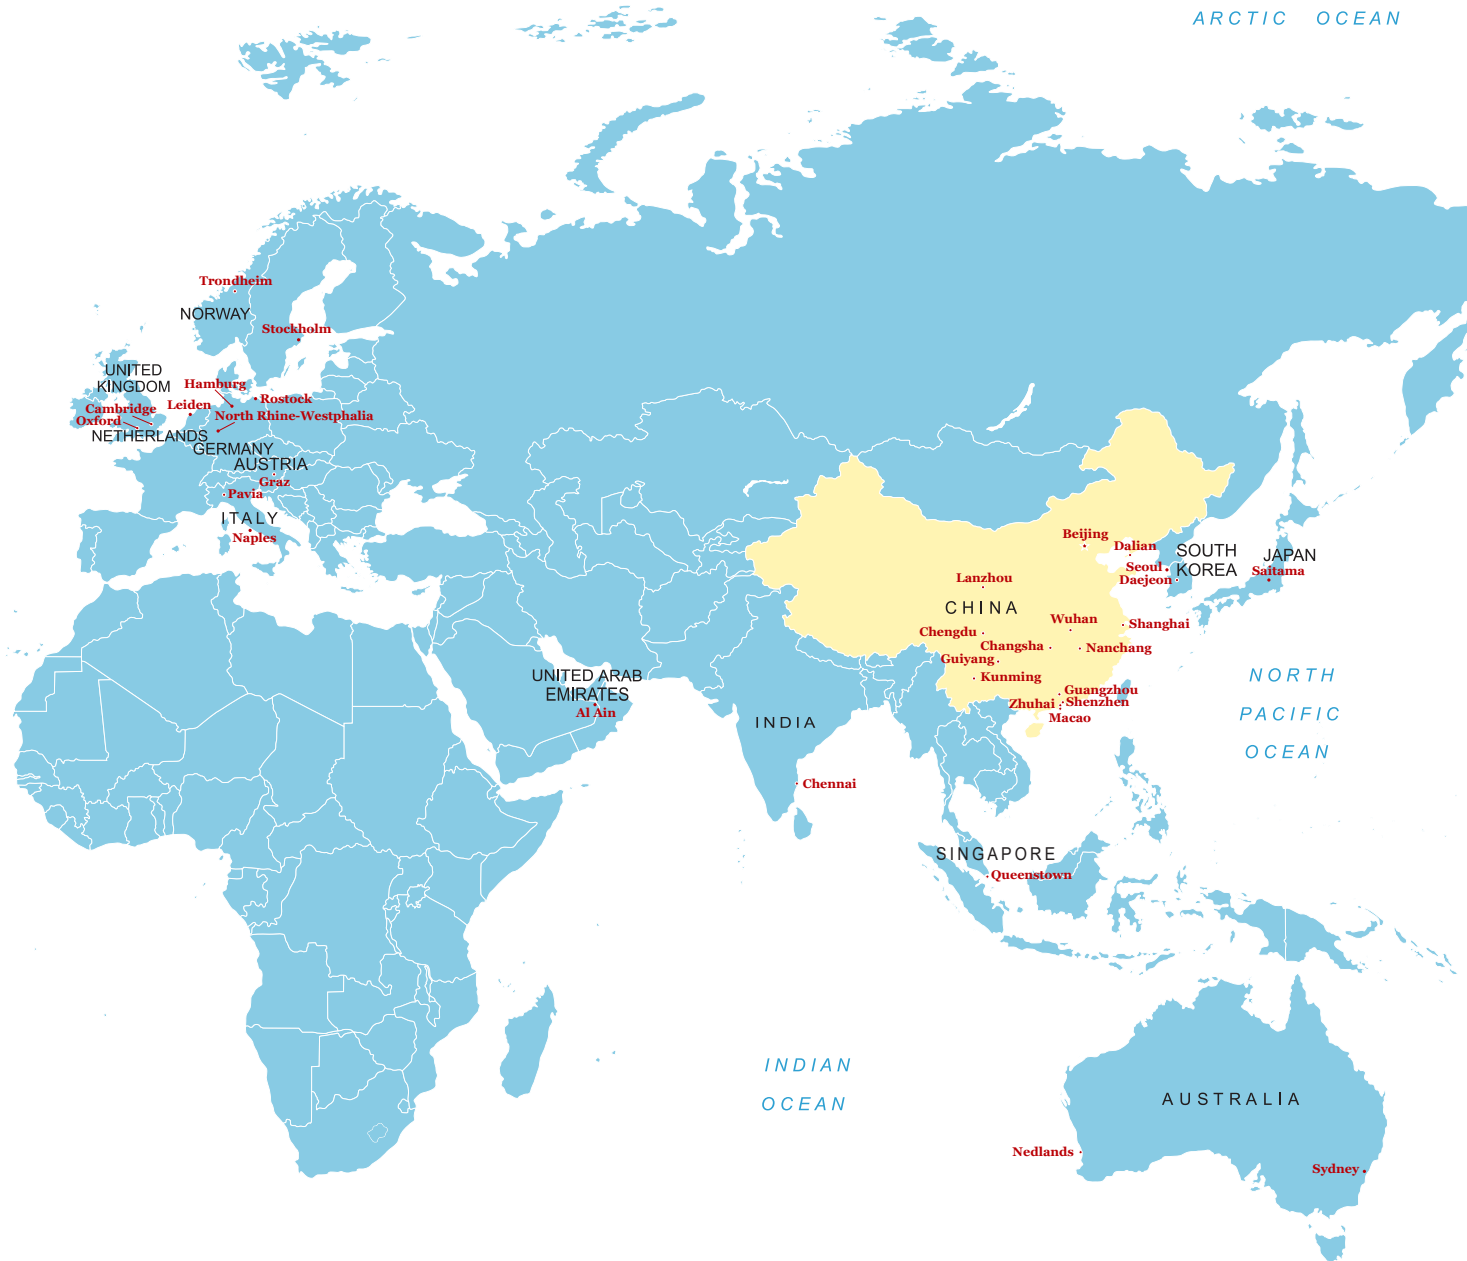 ARCTIC OCEAN
Trondheim
NORWAY
Stockholm
UNITED
KINGDOM
Hamburg
Rostock
Leiden
Cambridge
North Rhine-Westphalia
Oxford
NETHERLANDS
GERMANY
AUSTRIA
Graz
Pavia
ITALY
Naples
Beijing
Dalian
SOUTH
KOREA
JAPAN
Seoul
Saitama
Daejeon
Lanzhou
CHINA
Wuhan
Shanghai
Chengdu
Changsha
Nanchang
Guiyang
Kunming
Guangzhou
Zhuhai
Shenzhen
Macao
UNITED ARAB
EMIRATES
Al Ain
NORTH
PACIFIC
OCEAN
INDIA
Chennai
SINGAPORE
Queenstown
INDIAN
OCEAN
AUSTRALIA
Nedlands
Sydney